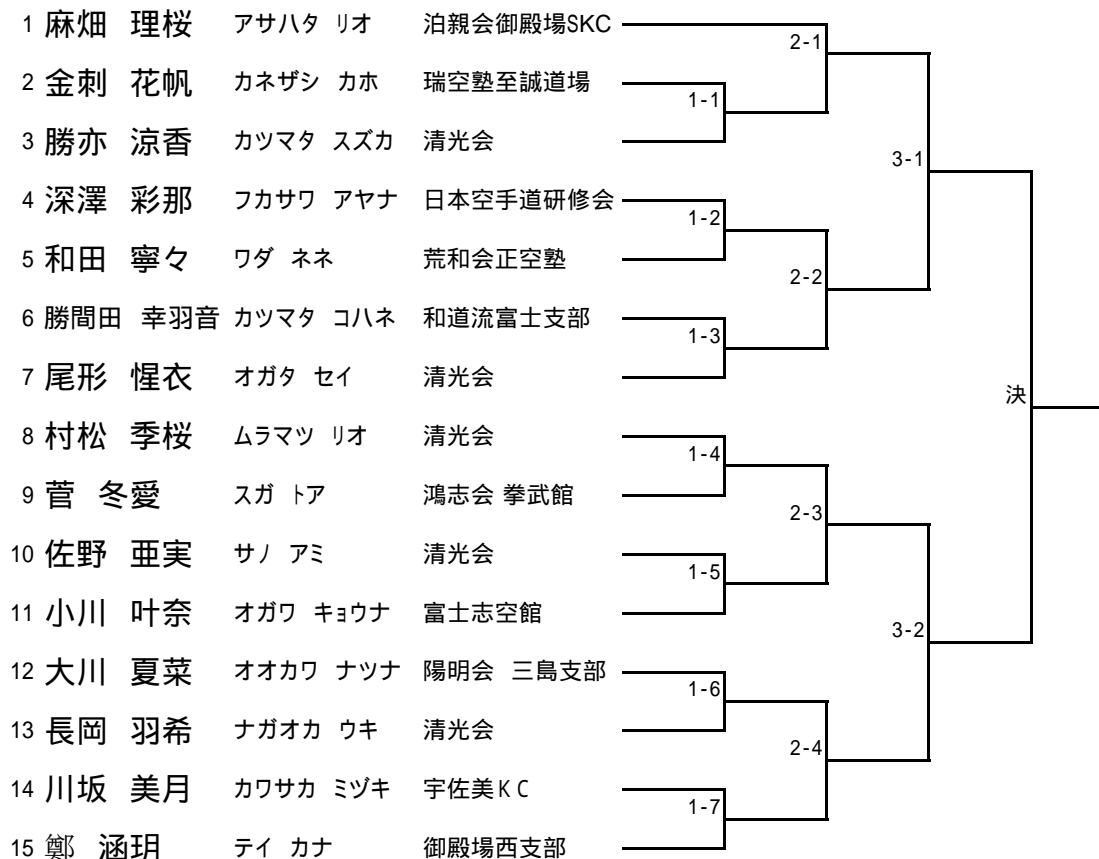 1 麻畑 理桜 アサハタ リオ 泊親会御殿場SKC
2-1
2 金刺 花帆 カネザシ カホ 瑞空塾至誠道場
1-1
3 勝亦 涼香 カツマタ スズカ 清光会
3-1
4 深澤 彩那 フカサワ アヤナ 日本空手道研修会
1-2
5 和田 寧々 ワダ ネネ 荒和会正空塾
2-2
6 勝間田 幸羽音 カツマタ コハネ 和道流富士支部
1-3
7 尾形 惺衣 オガタ セイ 清光会
決
8 村松 季桜 ムラマツ リオ 清光会
1-4
9 菅 冬愛 スガ トア 鴻志会 拳武館
2-3
10 佐野 亜実 サノ アミ 清光会
1-5
11 小川 叶奈 オガワ キョウナ 富士志空館
3-2
12 大川 夏菜 オオカワ ナツナ 陽明会 三島支部
1-6
13 長岡 羽希 ナガオカ ウキ 清光会
2-4
14 川坂 美月 カワサカ ミヅキ 宇佐美KC
1-7
15 鄭 涵玥 テイ カナ 御殿場西支部